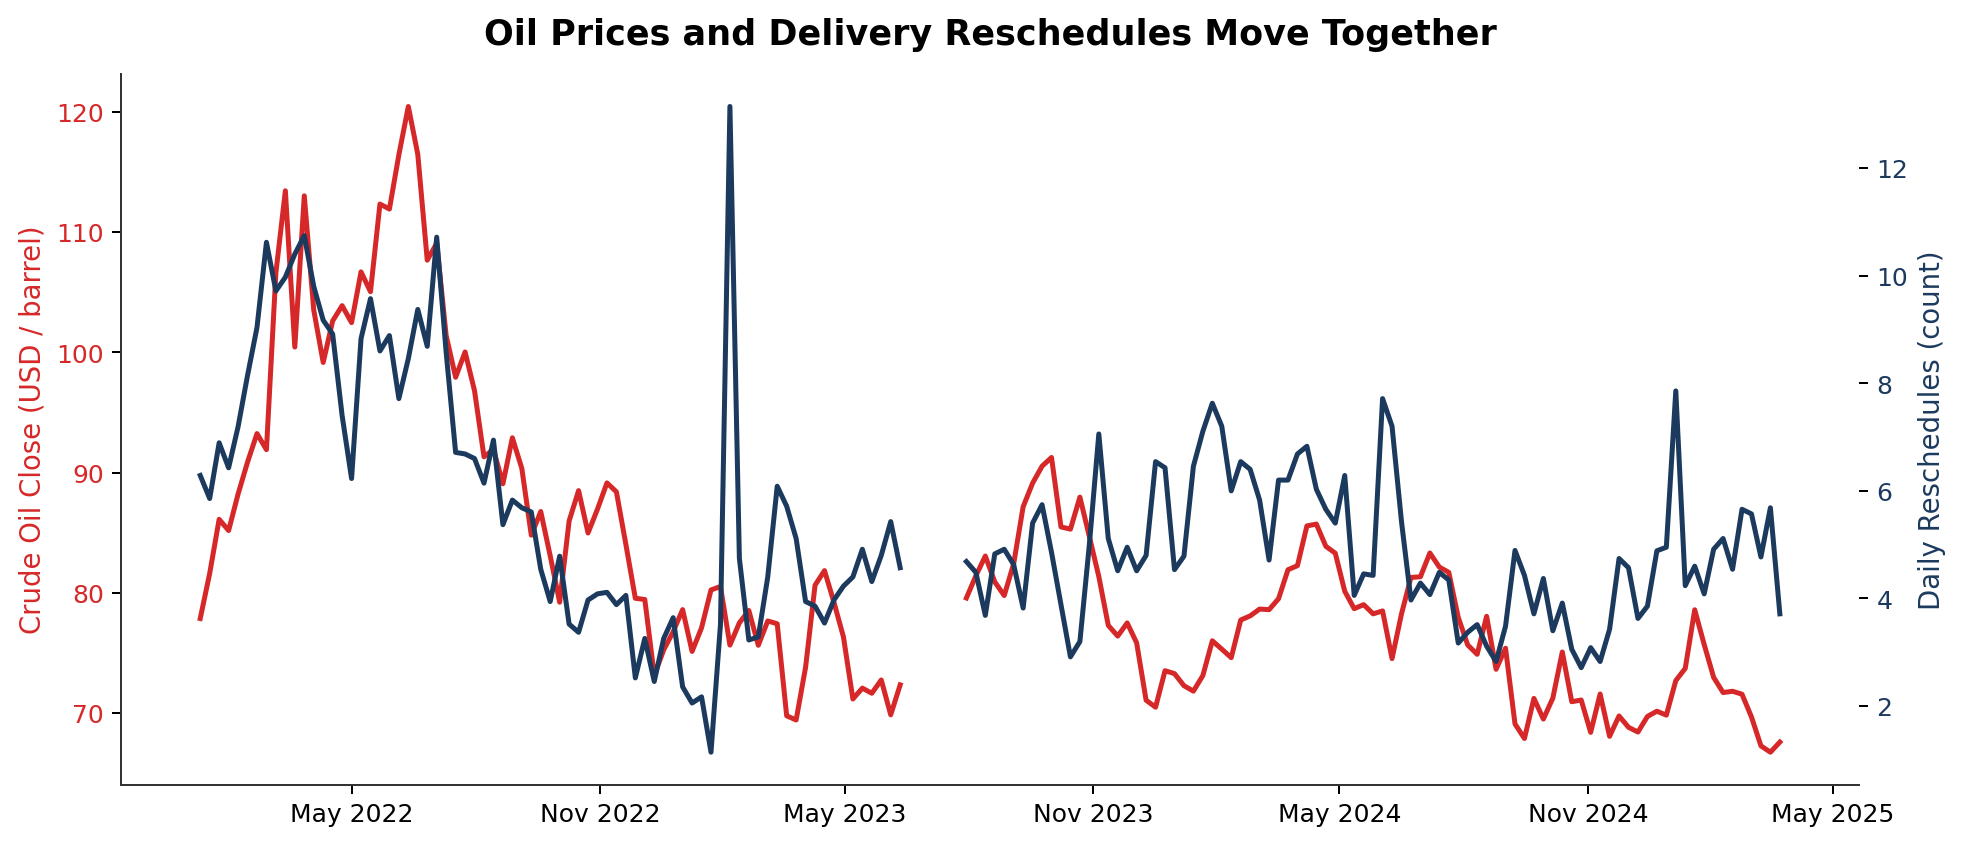 Oil Prices and Delivery Reschedules Move Together
Crude Oil Close (USD / barrel)
120
110
100
90
80
70
Daily Reschedules (count)
12
10
8
6
4
2
May 2022
Nov 2022
May 2023
Nov 2023
May 2024
Nov 2024
May 2025